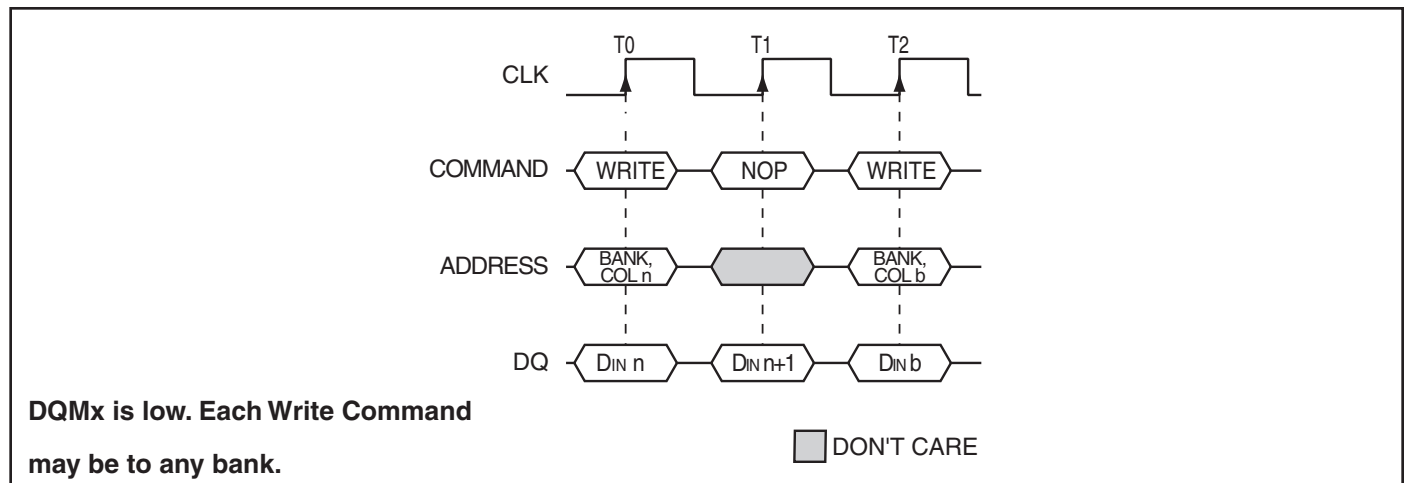 T0 T1 T2
CLK
COMMAND WRITE NOP WRITE
ADDRESS BANK, COL n BANK, COL b
DQ DIN n DIN n+1 DIN b
DQMx is low. Each Write Command
may be to any bank.
DON'T CARE